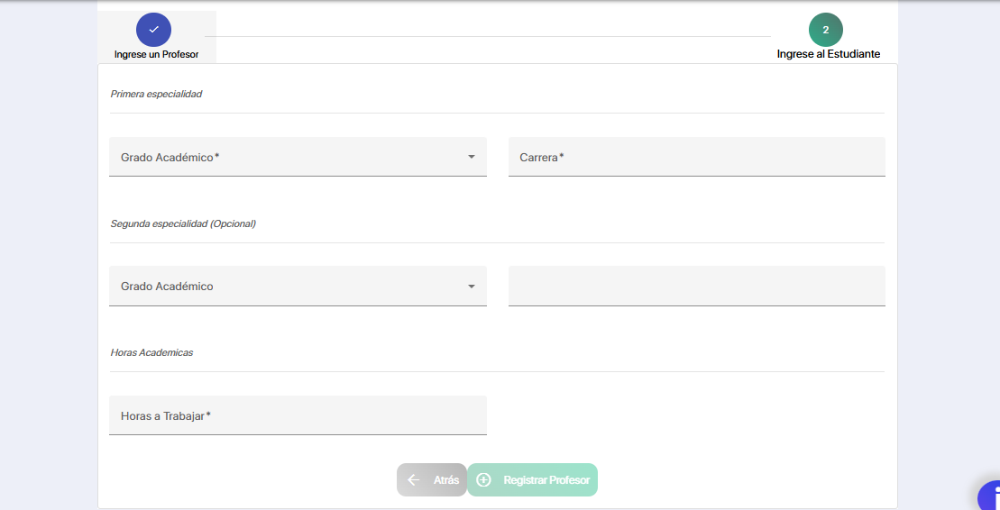 2
Ingrese un Profesor
Ingrese al Estudiante
Primera especialidad
Grado Académico*
Carrera*
Segunda especialidad (Opcional)
Grado Académico
Horas Academicas
Horas a Trabajar*
Atrás
Registrar Profesor